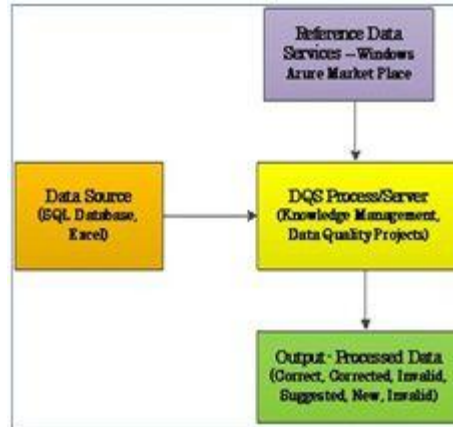 Reference Data
Services – Windows
Azure Market Place
Data Source
(SQL Database,
Excel)
DQS Process/Server
(Knowledge Management,
Data Quality Projects)
Output - Processed Data
(Correct, Corrected, Invalid,
Suggested, New, Invalid)